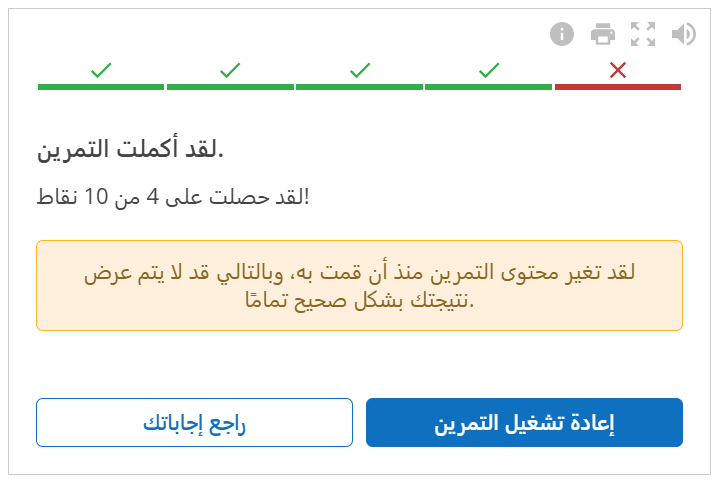 لقد أكملت التمرين.
لقد حصلت على 4 من 10 نقاط!
لقد تغير محتوى التمرين منذ أن قمت به، وبالتالي قد لا يتم عرض
نتيجتك بشكل صحيح تمامًا.
إعادة تشغيل التمرين
راجع إجاباتك